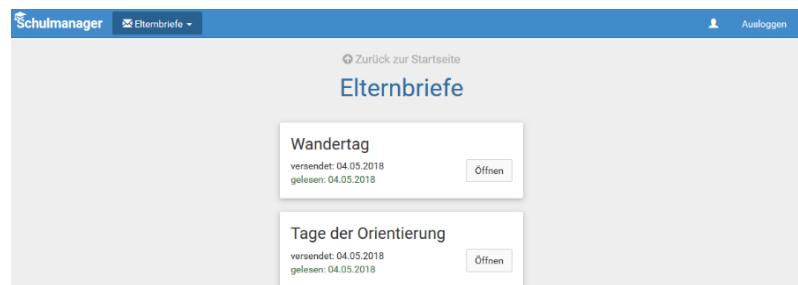 Schulmanager Elternbriefe Ausloggen
Zurück zur Startseite
Elternbriefe
Wandertag
versendet: 04.05.2018
gelesen: 04.05.2018
Öffnen
Tage der Orientierung
versendet: 04.05.2018
gelesen: 04.05.2018
Öffnen